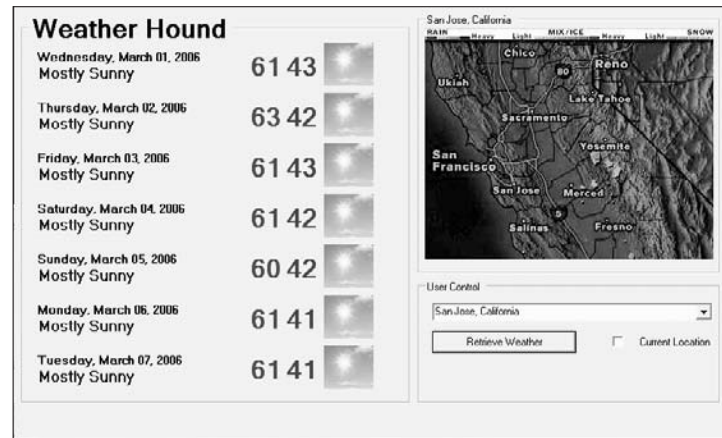 Weather Hound
Wednesday, March 01, 2006
Mostly Sunny
61 43
Thursday, March 02, 2006
Mostly Sunny
63 42
Friday, March 03, 2006
Mostly Sunny
61 43
Saturday, March 04, 2006
Mostly Sunny
61 42
Sunday, March 05, 2006
Mostly Sunny
60 42
Monday, March 06, 2006
Mostly Sunny
61 41
Tuesday, March 07, 2006
Mostly Sunny
61 41
San Jose, California
RAIN Heavy Light MIX/ICE Heavy Light SNOW
Chico
Reno
80
Ukiah
Lake Tahoe
Sacramento
Yosemite
San
Francisco
San Jose
Merced
5
Salinas
Fresno
User Control
San Jose, California
Retrieve Weather
Current Location